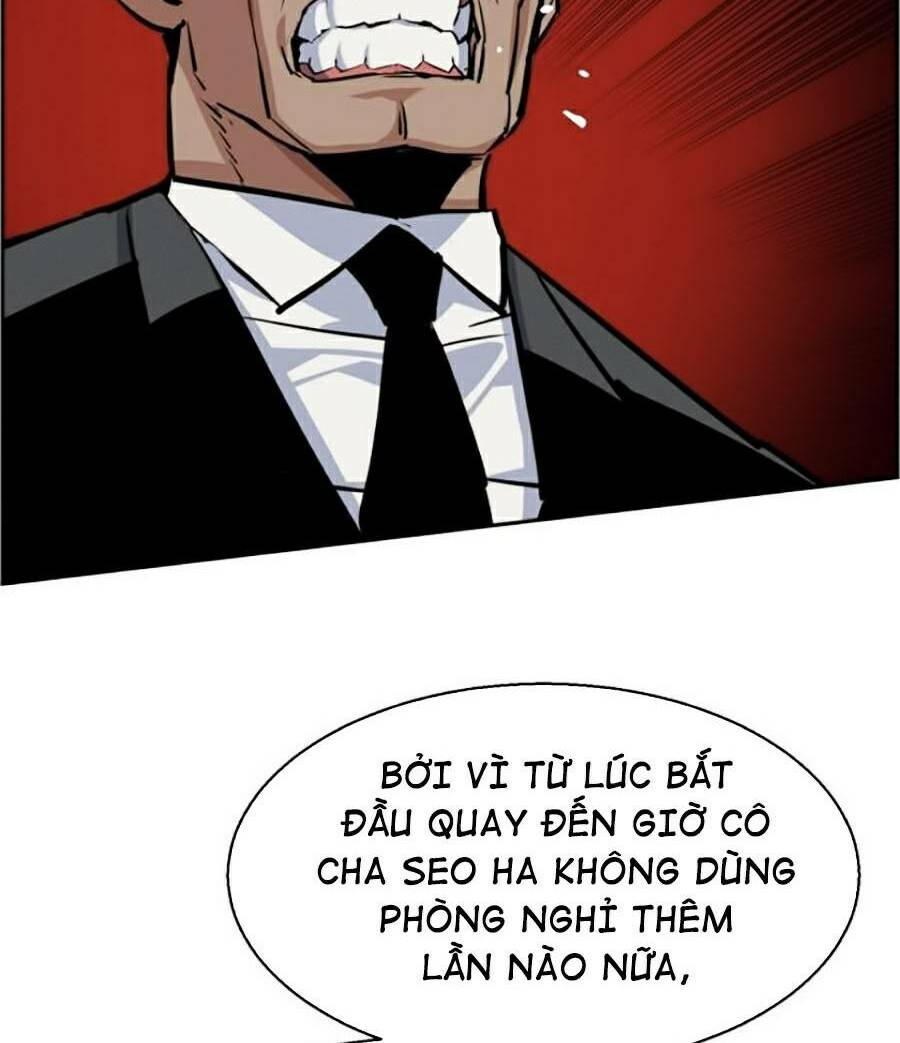 BỞI VÌ TỪ LÚC BẮT
ĐẦU QUAY ĐẾN GIỜ CÔ
CHA SEO HA KHÔNG DÙNG
PHÒNG NGHỈ THÊM
LẦN NÀO NỮA,